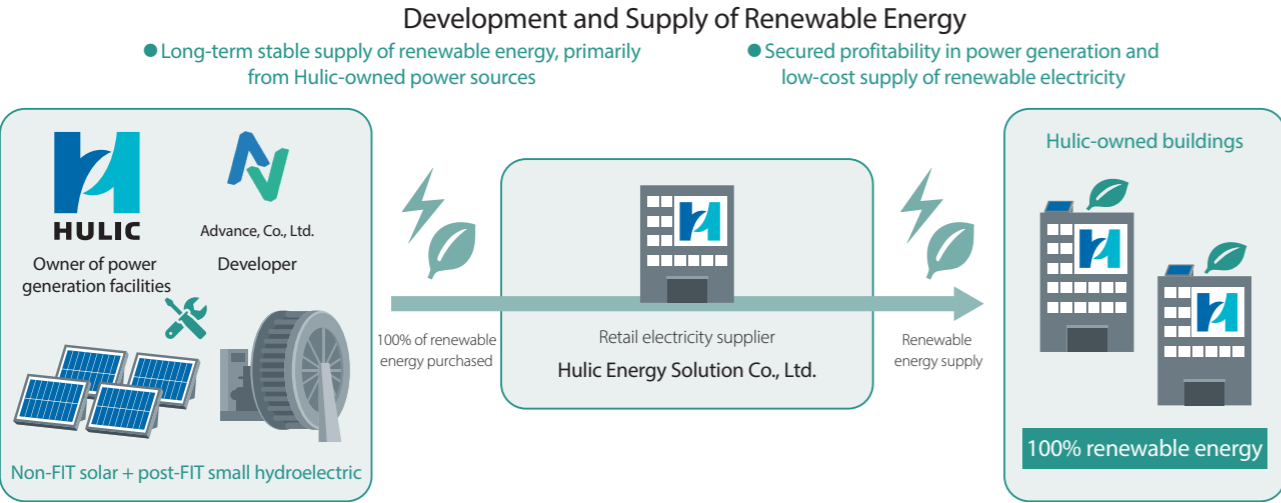 Development and Supply of Renewable Energy
● Long-term stable supply of renewable energy, primarily
from Hulic-owned power sources
● Secured profitability in power generation and
low-cost supply of renewable electricity
HULIC
Owner of power
generation facilities
Advance, Co., Ltd.
Developer
Non-FIT solar + post-FIT small hydroelectric
100% of renewable
energy purchased
Retail electricity supplier
Hulic Energy Solution Co., Ltd.
Renewable
energy supply
Hulic-owned buildings
100% renewable energy